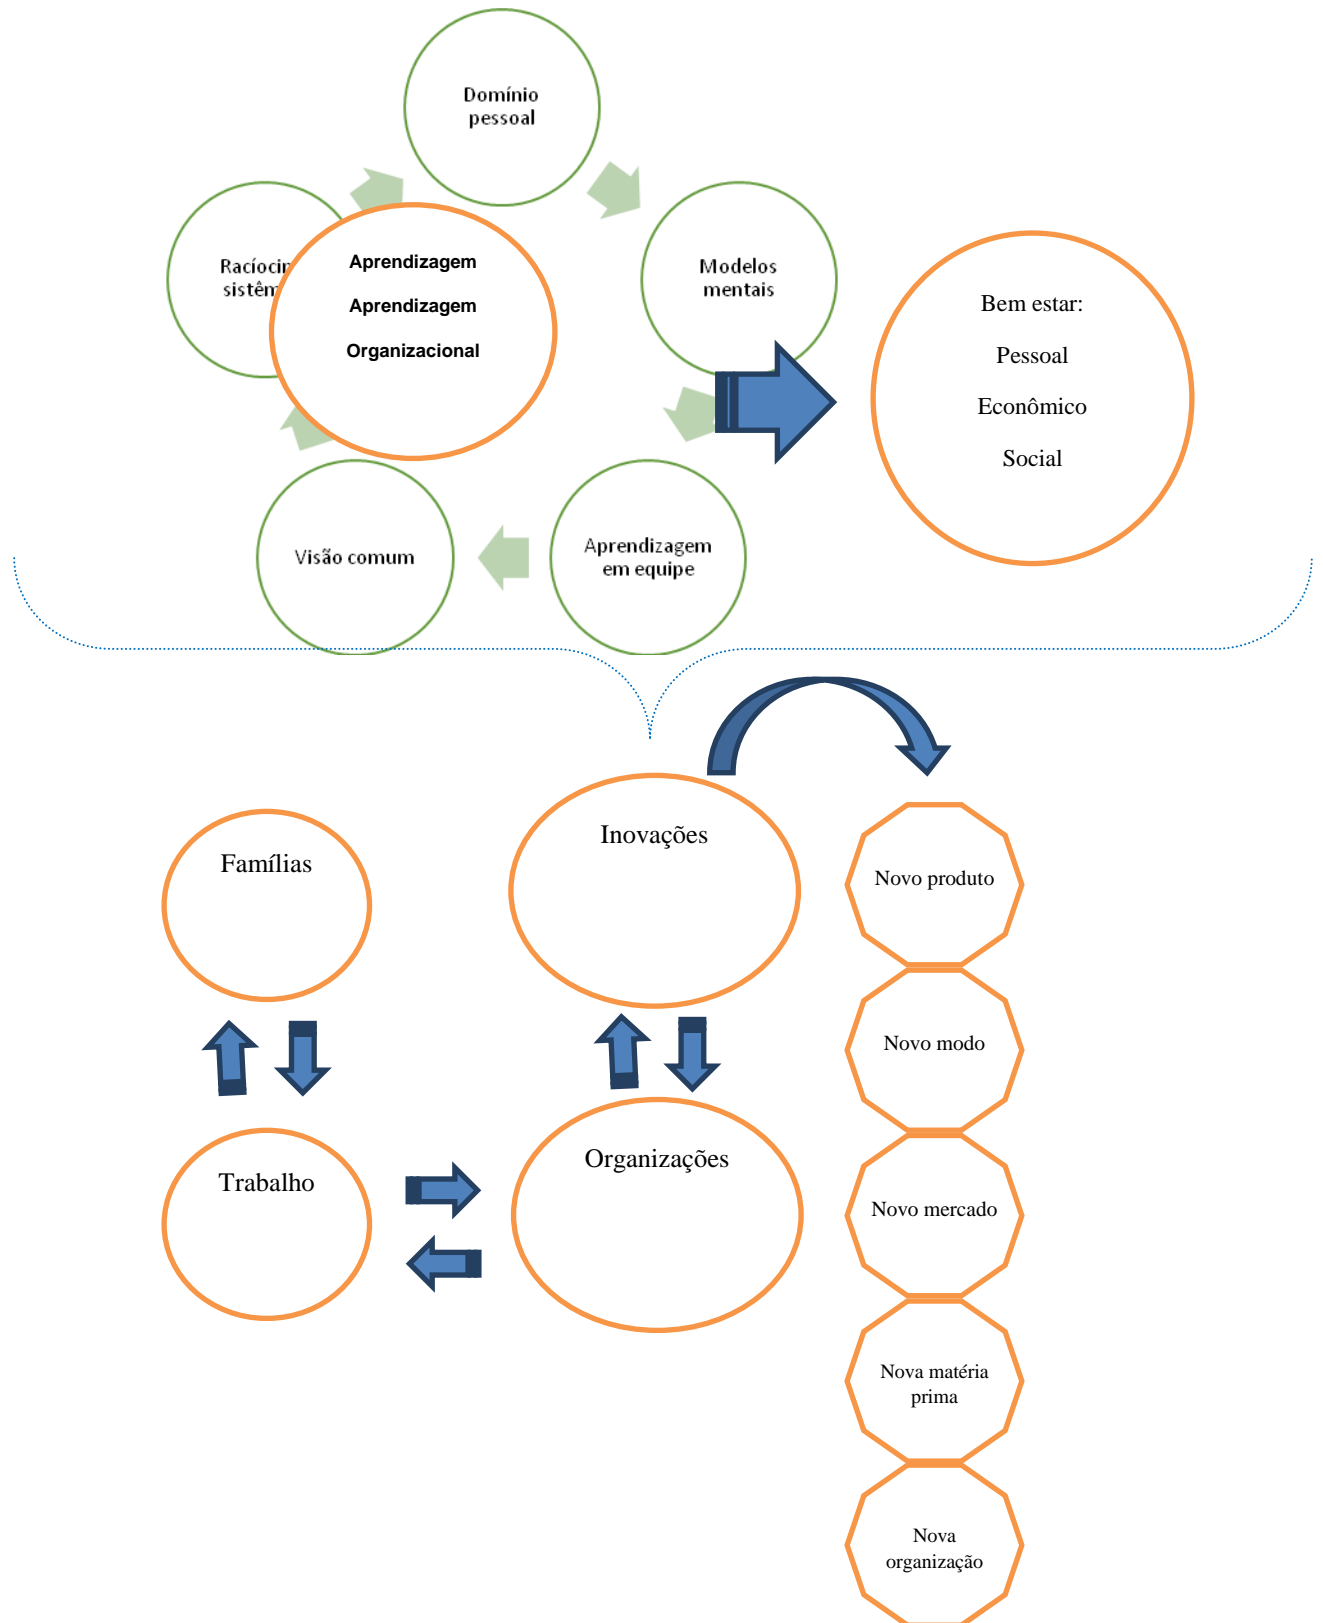 Domínio
pessoal
Modelos
mentais
Aprendizagem
em equipe
Visão comum
Aprendizagem
Aprendizagem
Organizacional
Bem estar:
Pessoal
Econômico
Social
Inovações
Famílias
Trabalho
Organizações
Novo produto
Novo modo
Novo mercado
Nova matéria
prima
Nova
organização